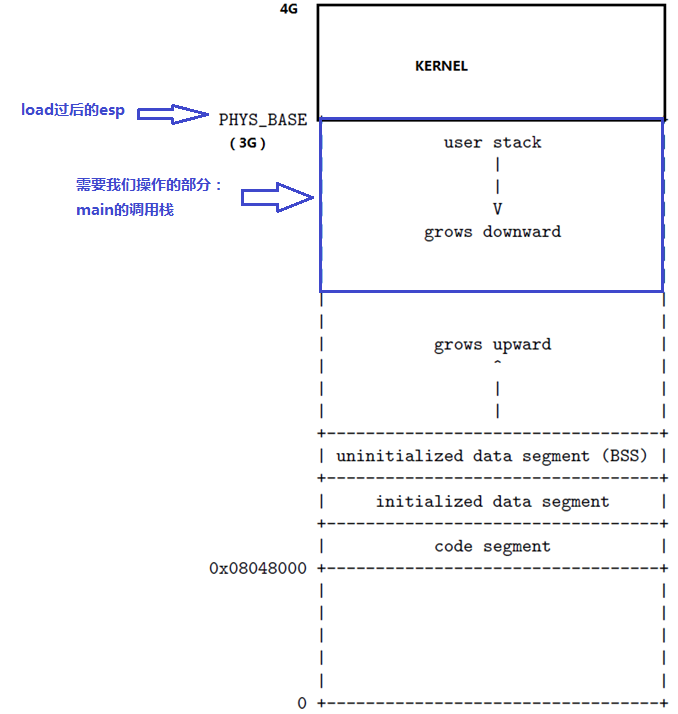 4G
KERNEL
load过后的esp
PHYS_BASE
（3G）
user stack
|
|
V
grows downward
需要我们操作的部分：
main的调用栈
grows upward
^
|
|
+-----------------------------------+
| uninitialized data segment (BSS) |
+-----------------------------------+
| initialized data segment |
+-----------------------------------+
| code segment |
0x08048000 +-----------------------------------+
| |
| |
| |
| |
| |
0 +-----------------------------------+